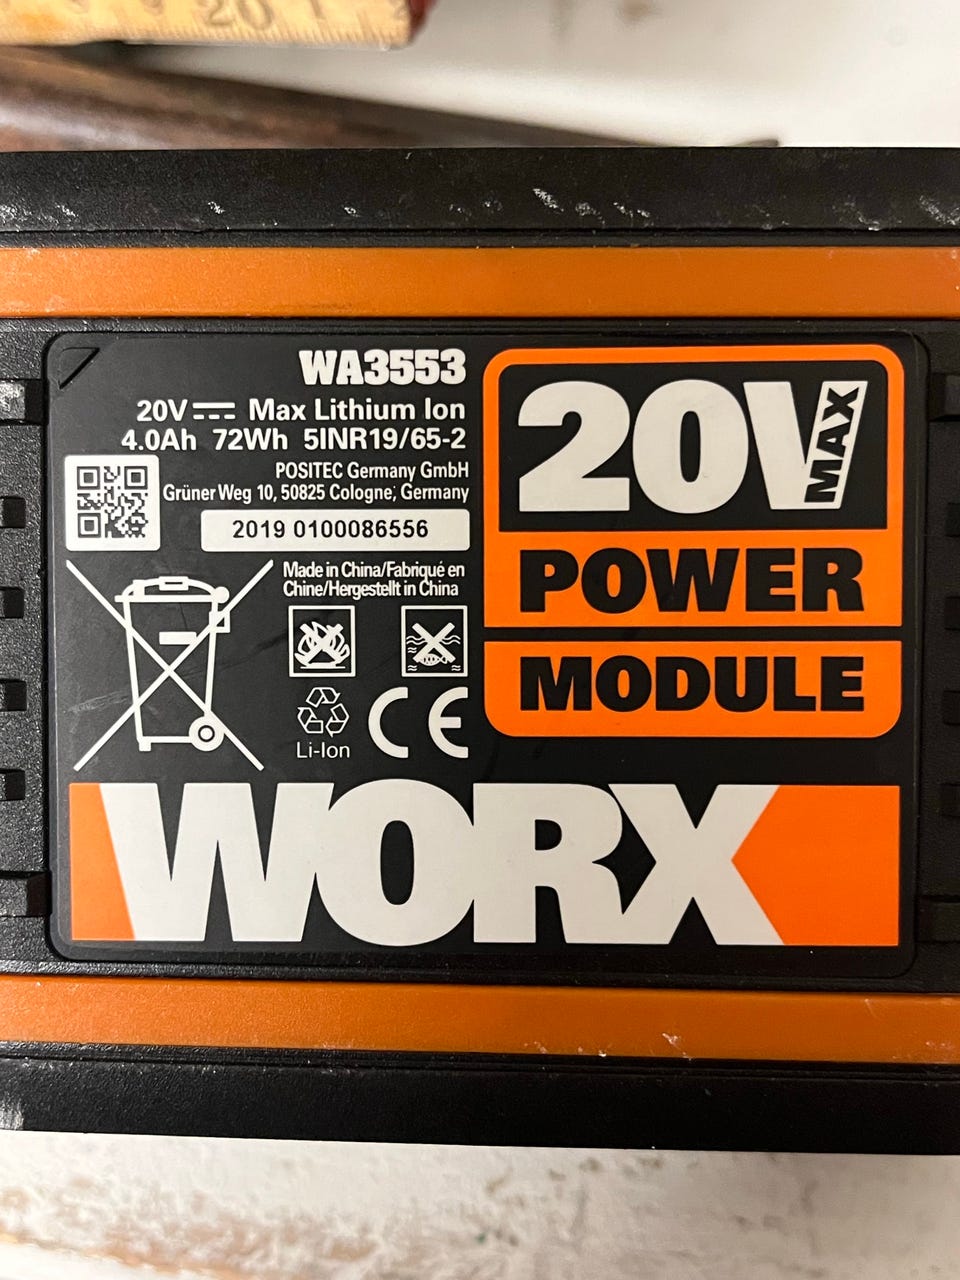 20 1
WA3553
20V Max Lithium Ion
4.0Ah 72Wh 5INR19/65-2
POSITEC Germany GmbH
Grüner Weg 10, 50825 Cologne, Germany
2019 0100086556
Made in China/Fabriqué en
Chine/Hergestellt in China
Li-Ion
CE
20V MAX
POWER
MODULE
WORX